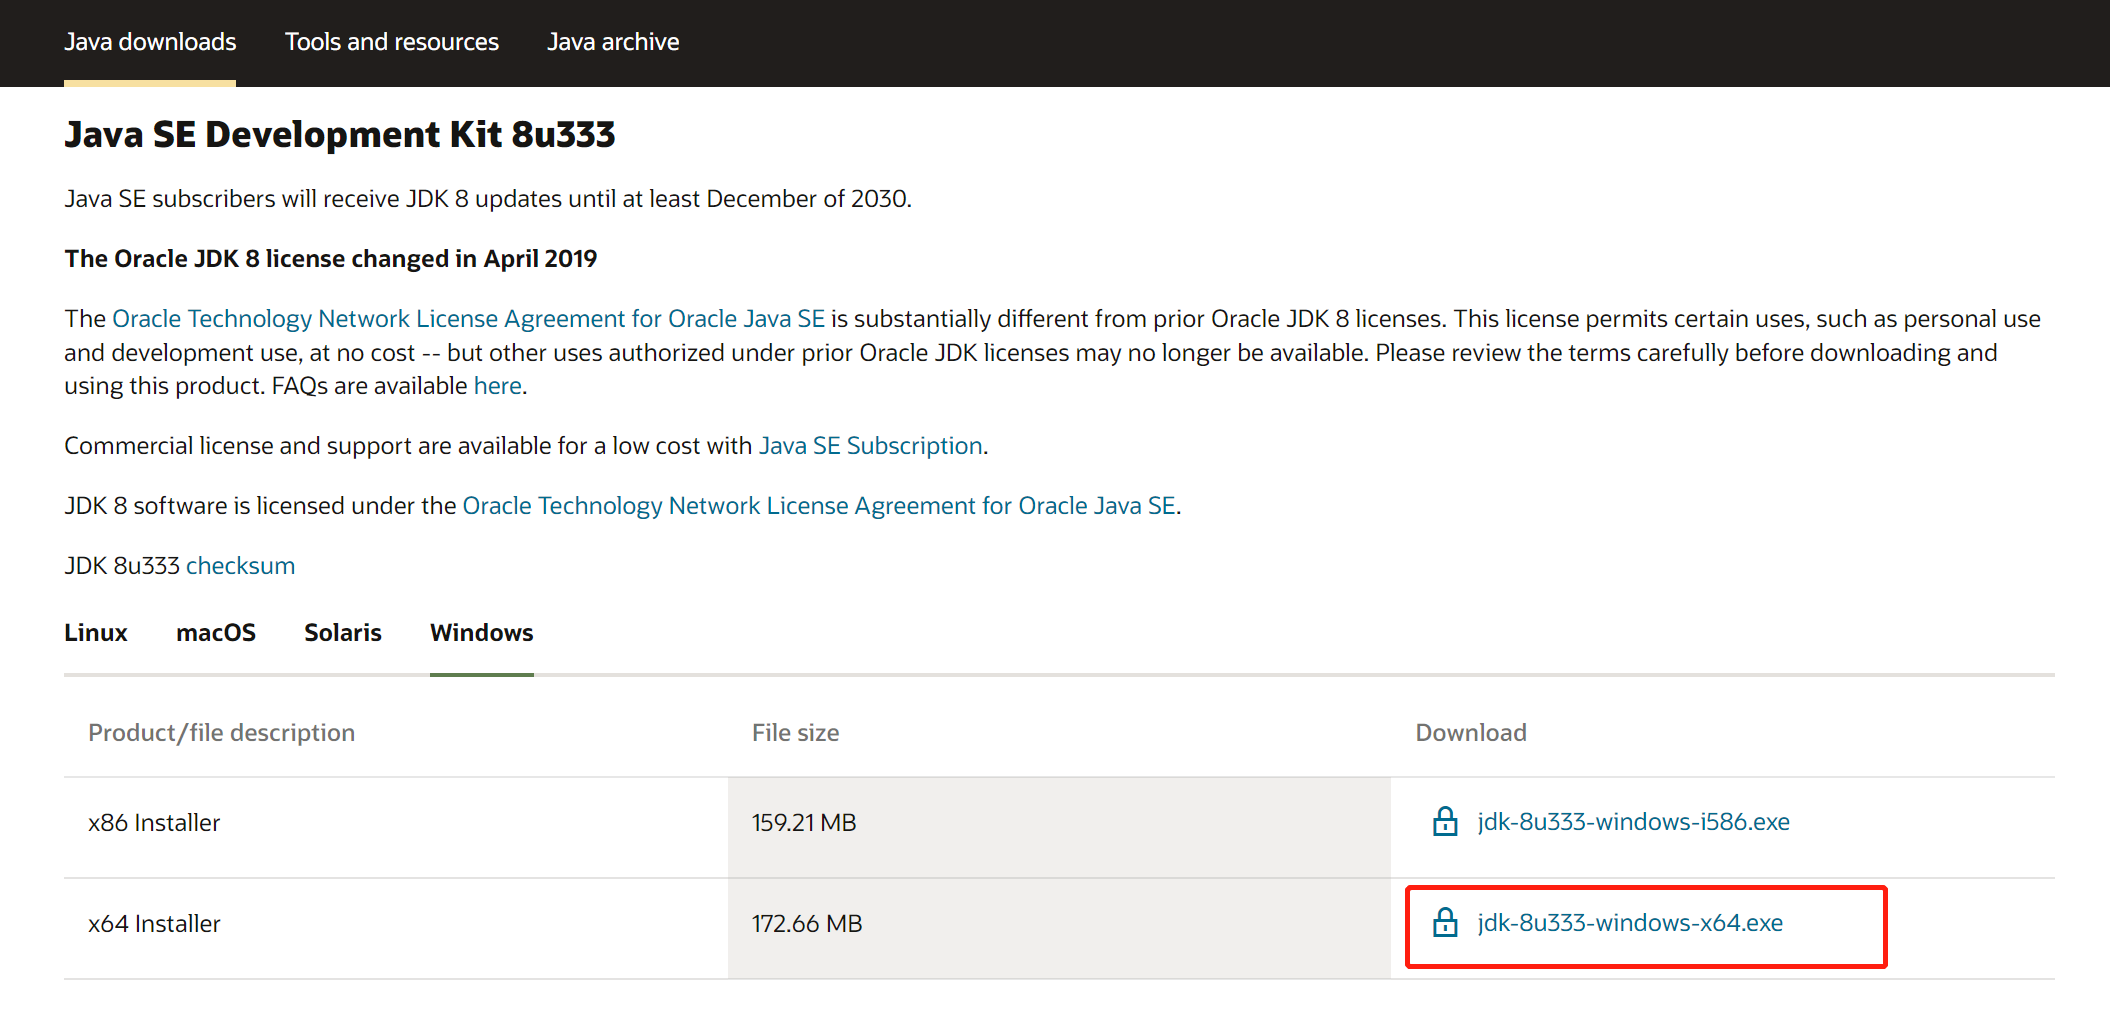 Java downloads Tools and resources Java archive
Java SE Development Kit 8u333
Java SE subscribers will receive JDK 8 updates until at least December of 2030.
The Oracle JDK 8 license changed in April 2019
The Oracle Technology Network License Agreement for Oracle Java SE is substantially different from prior Oracle JDK 8 licenses. This license permits certain uses, such as personal use
and development use, at no cost -- but other uses authorized under prior Oracle JDK licenses may no longer be available. Please review the terms carefully before downloading and
using this product. FAQs are available here.
Commercial license and support are available for a low cost with Java SE Subscription.
JDK 8 software is licensed under the Oracle Technology Network License Agreement for Oracle Java SE.
JDK 8u333 checksum
Linux macOS Solaris Windows
Product/file description File size Download
x86 Installer 159.21 MB jdk-8u333-windows-i586.exe
x64 Installer 172.66 MB jdk-8u333-windows-x64.exe